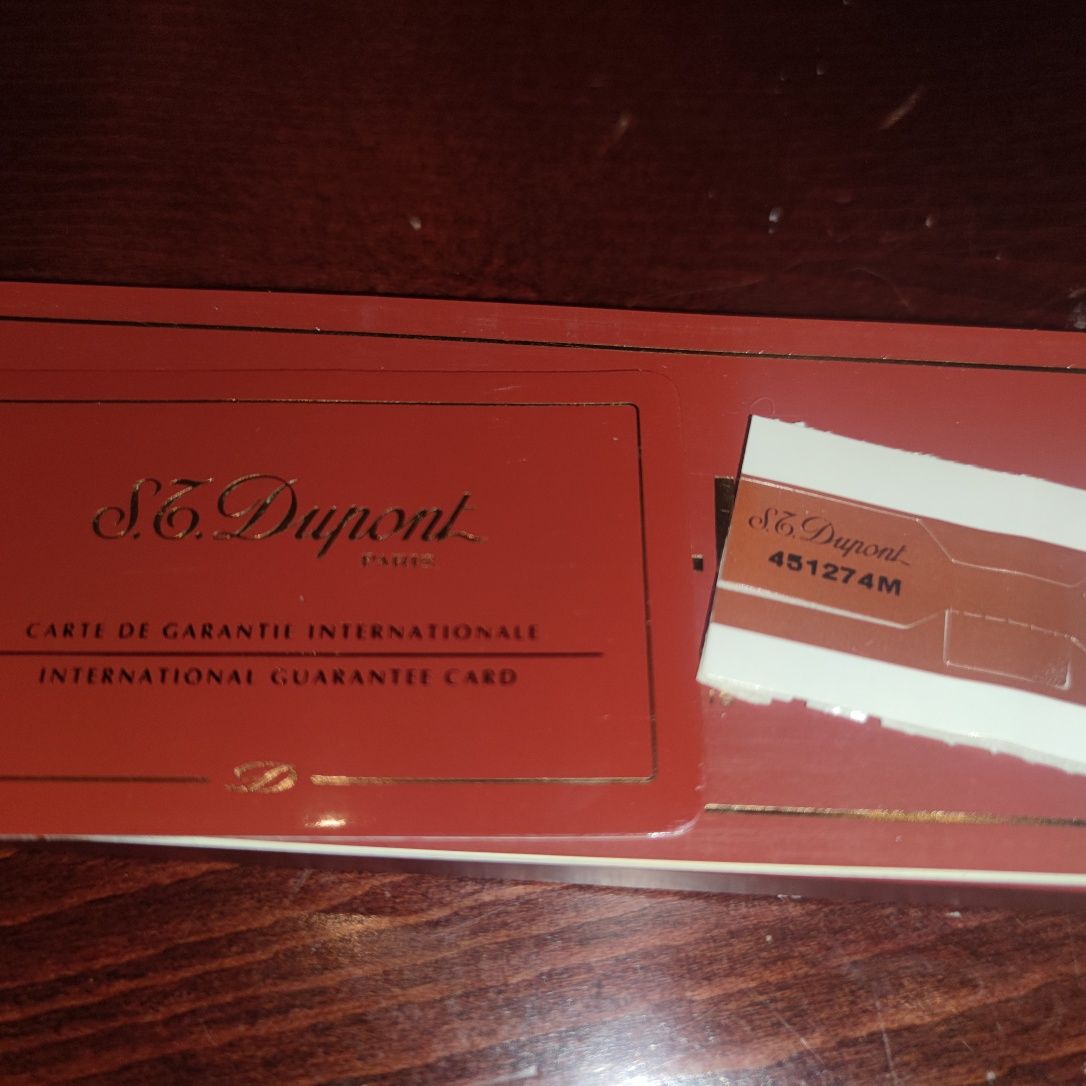 S.T. Dupont
PARIS
CARTE DE GARANTIE INTERNATIONALE
INTERNATIONAL GUARANTEE CARD
D
S.T. Dupont
451274M